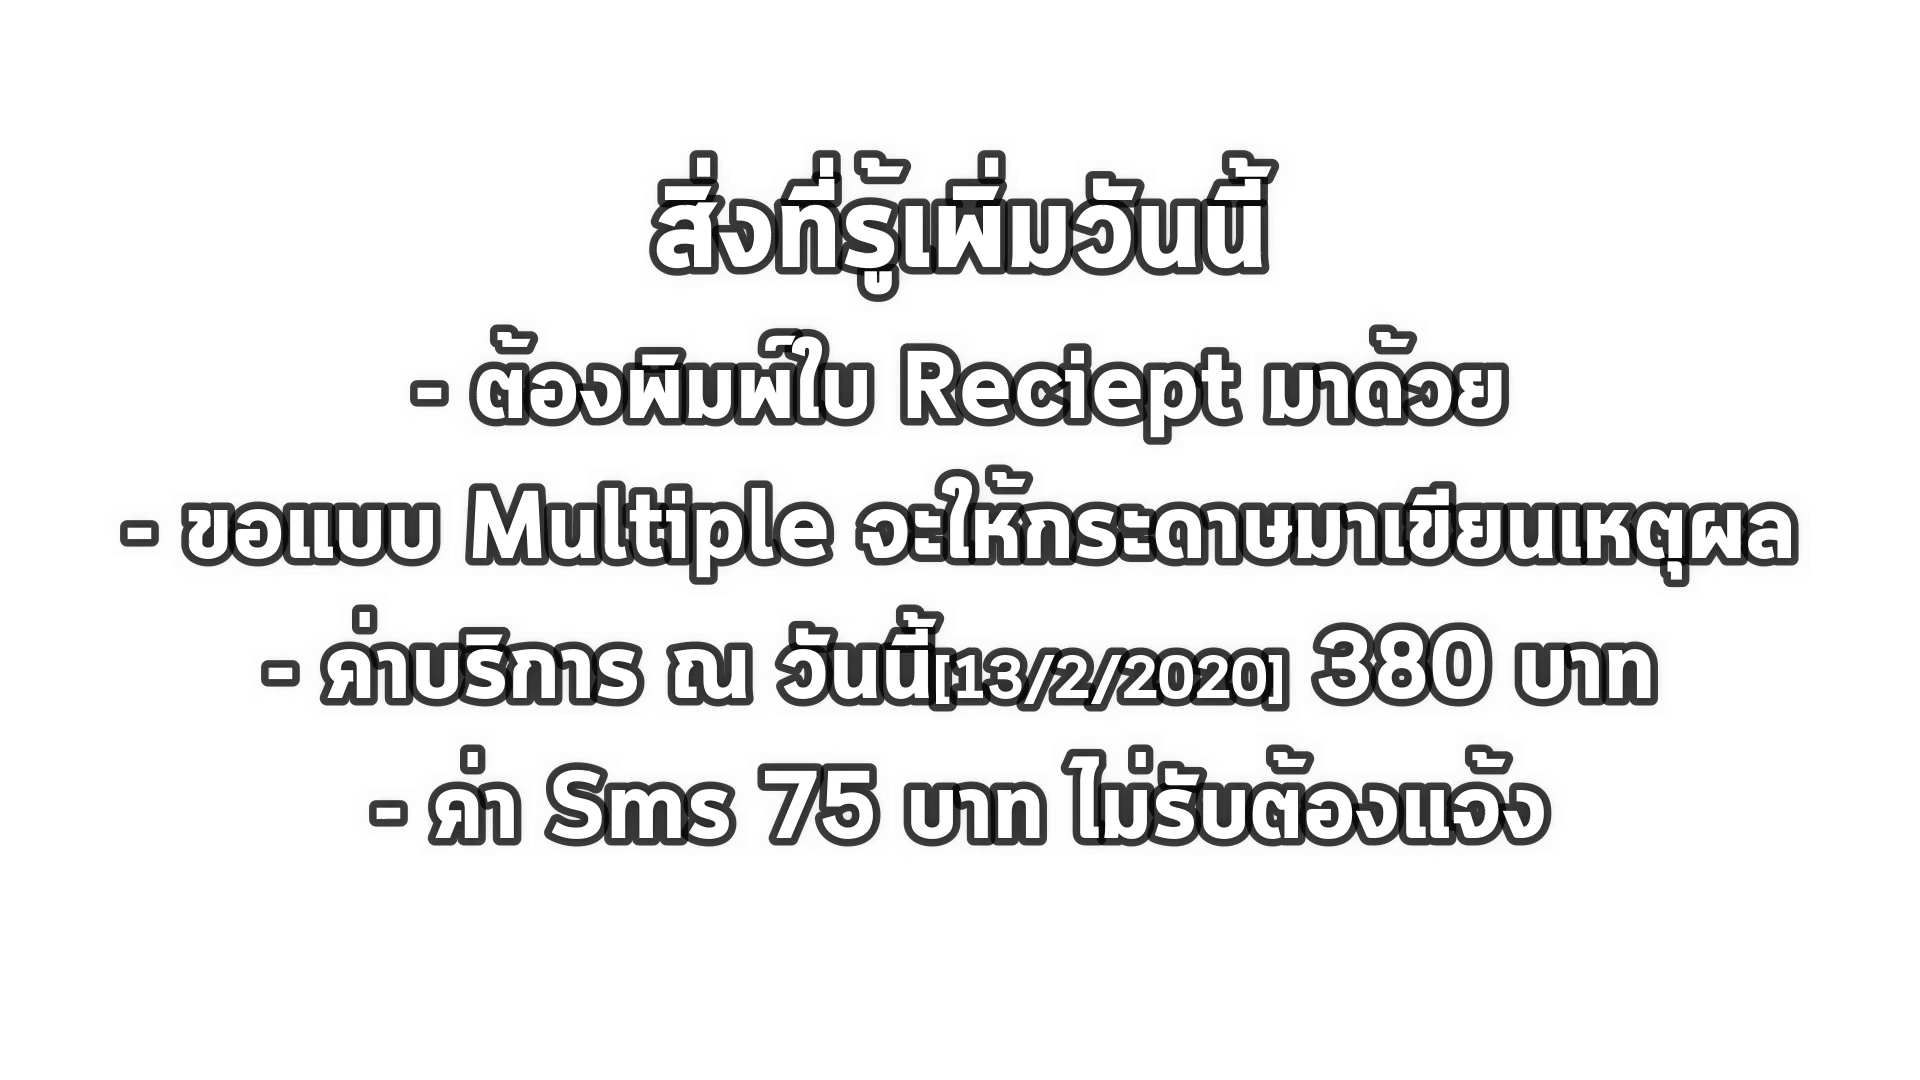 สิ่งที่รู้เพิ่มวันนี้
- ต้องพิมพ์ใบ Reciept มาด้วย
- ขอแบบ Multiple จะให้กระดาษมาเขียนเหตุผล
- ค่าบริการ ณ วันนี้[13/2/2020] 380 บาท
- ค่า Sms 75 บาท ไม่รับต้องแจ้ง